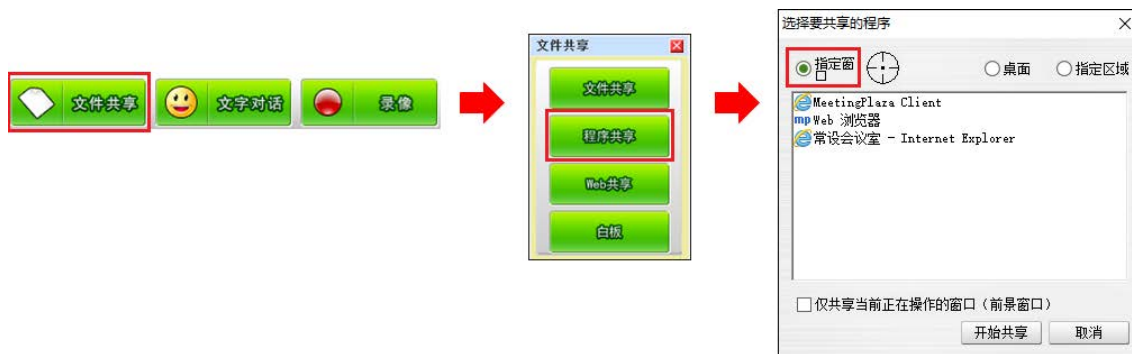 文件共享
文字对话
录像
文件共享
文件共享
程序共享
Web共享
白板
选择要共享的程序
指定窗口
桌面
指定区域
MeetingPlaza Client
mp Web 浏览器
常设会议室 - Internet Explorer
仅共享当前正在操作的窗口（前景窗口）
开始共享
取消